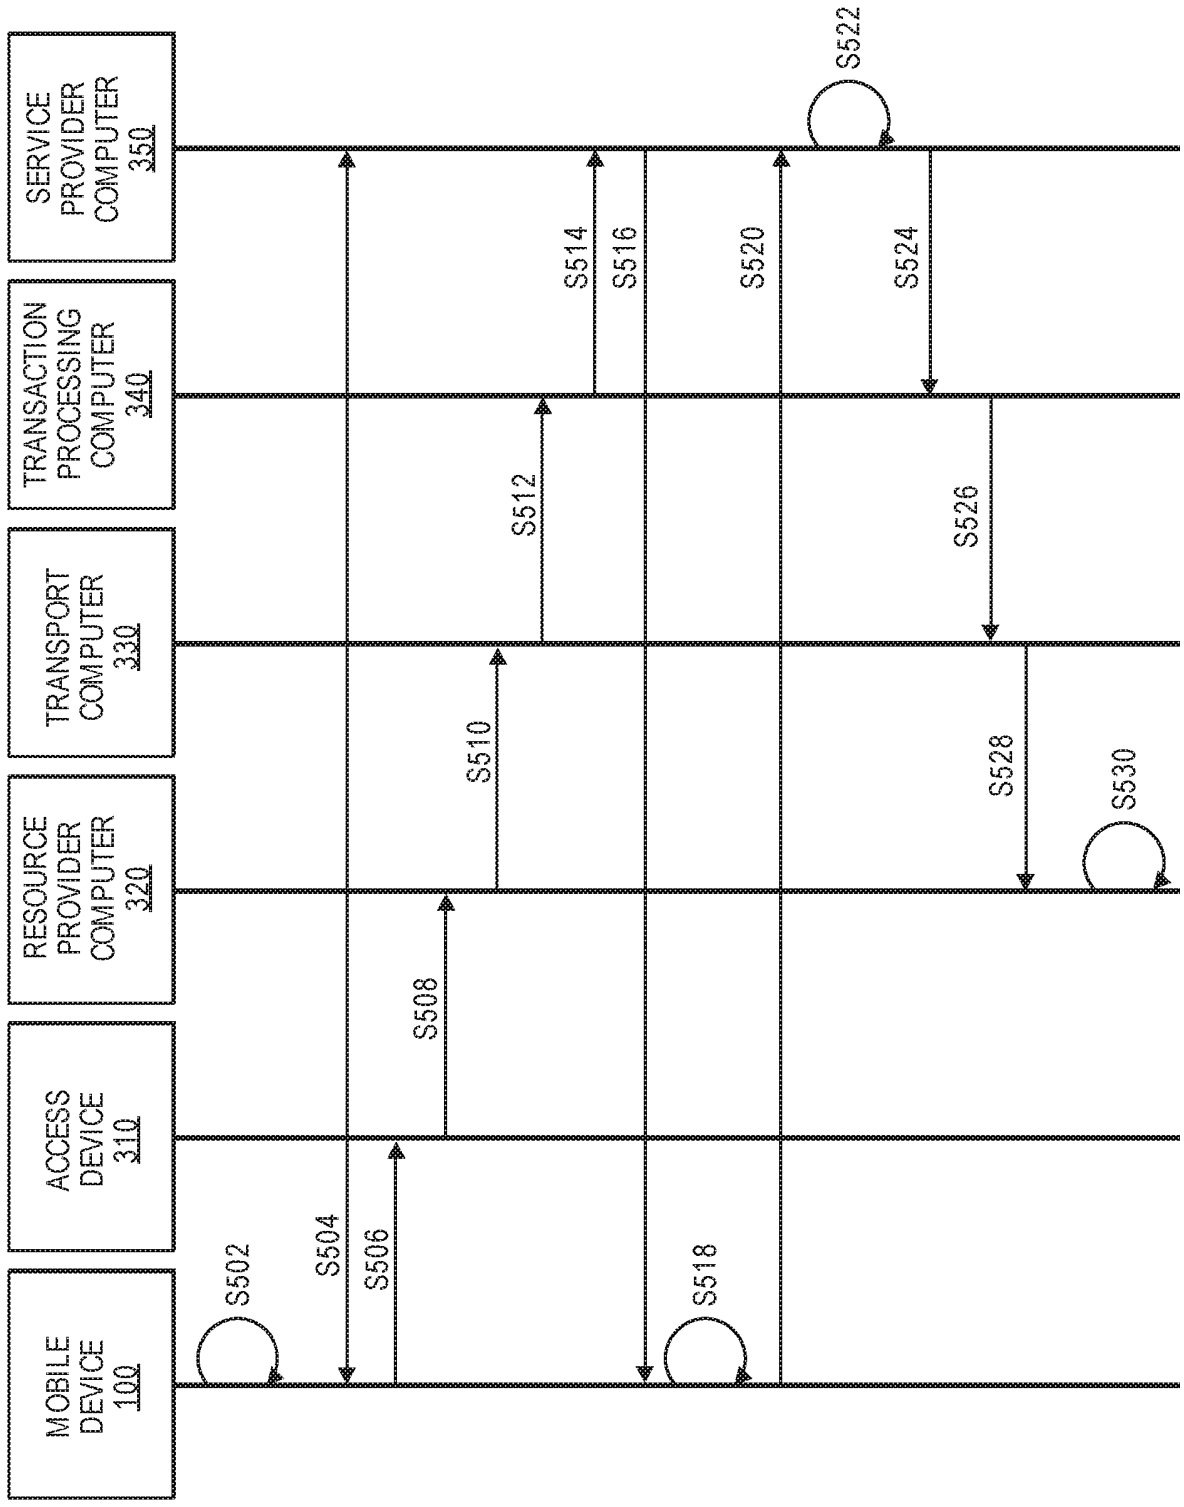 MOBILE
DEVICE
100
ACCESS
DEVICE
310
RESOURCE
PROVIDER
COMPUTER
320
TRANSPORT
COMPUTER
330
TRANSACTION
PROCESSING
COMPUTER
340
SERVICE
PROVIDER
COMPUTER
350
S502
S504
S506
S508
S510
S512
S514
S516
S518
S520
S522
S524
S526
S528
S530